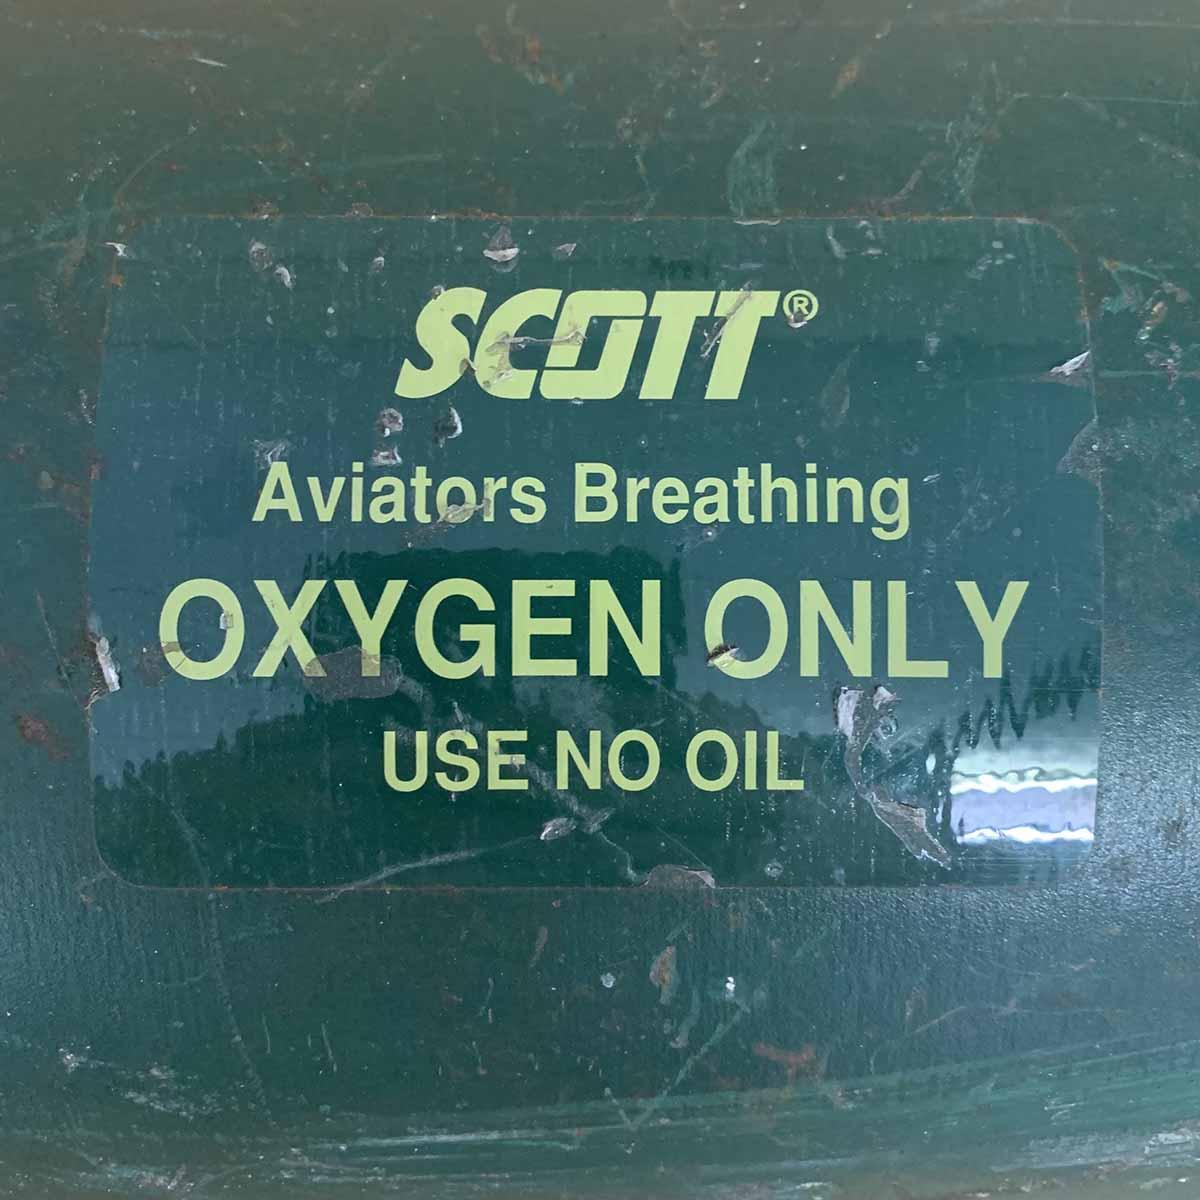 SCOTT®
Aviators Breathing
OXYGEN ONLY
USE NO OIL